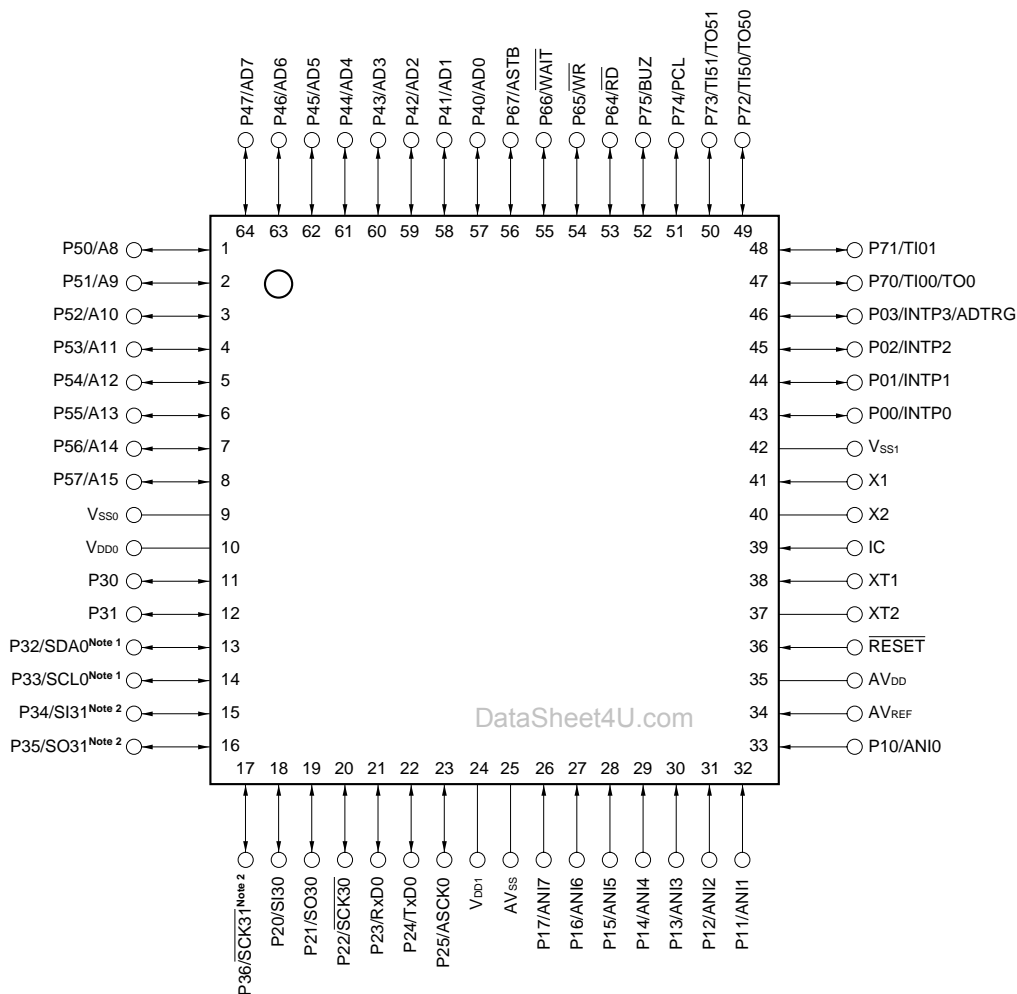 P47/AD7
P46/AD6
P45/AD5
P44/AD4
P43/AD3
P42/AD2
P41/AD1
P40/AD0
P67/ASTB
P66/WAIT
P65/WR
P64/RD
P75/BUZ
P74/PCL
P73/TI51/TO51
P72/TI50/TO50
64 63 62 61 60 59 58 57 56 55 54 53 52 51 50 49
P50/A8 1
P51/A9 2
P52/A10 3
P53/A11 4
P54/A12 5
P55/A13 6
P56/A14 7
P57/A15 8
VSS0 9
VDD0 10
P30 11
P31 12
P32/SDA0Note 1 13
P33/SCL0Note 1 14
P34/SI31Note 2 15
P35/SO31Note 2 16
48 P71/TI01
47 P70/TI00/TO0
46 P03/INTP3/ADTRG
45 P02/INTP2
44 P01/INTP1
43 P00/INTP0
42 VSS1
41 X1
40 X2
39 IC
38 XT1
37 XT2
36 RESET
35 AVDD
34 AVREF
33 P10/ANI0
DataSheet4U.com
17 18 19 20 21 22 23 24 25 26 27 28 29 30 31 32
P36/SCK31Note 2
P20/SI30
P21/SO30
P22/SCK30
P23/RxD0
P24/TxD0
P25/ASCK0
VDD1
AVSS
P17/ANI7
P16/ANI6
P15/ANI5
P14/ANI4
P13/ANI3
P12/ANI2
P11/ANI1